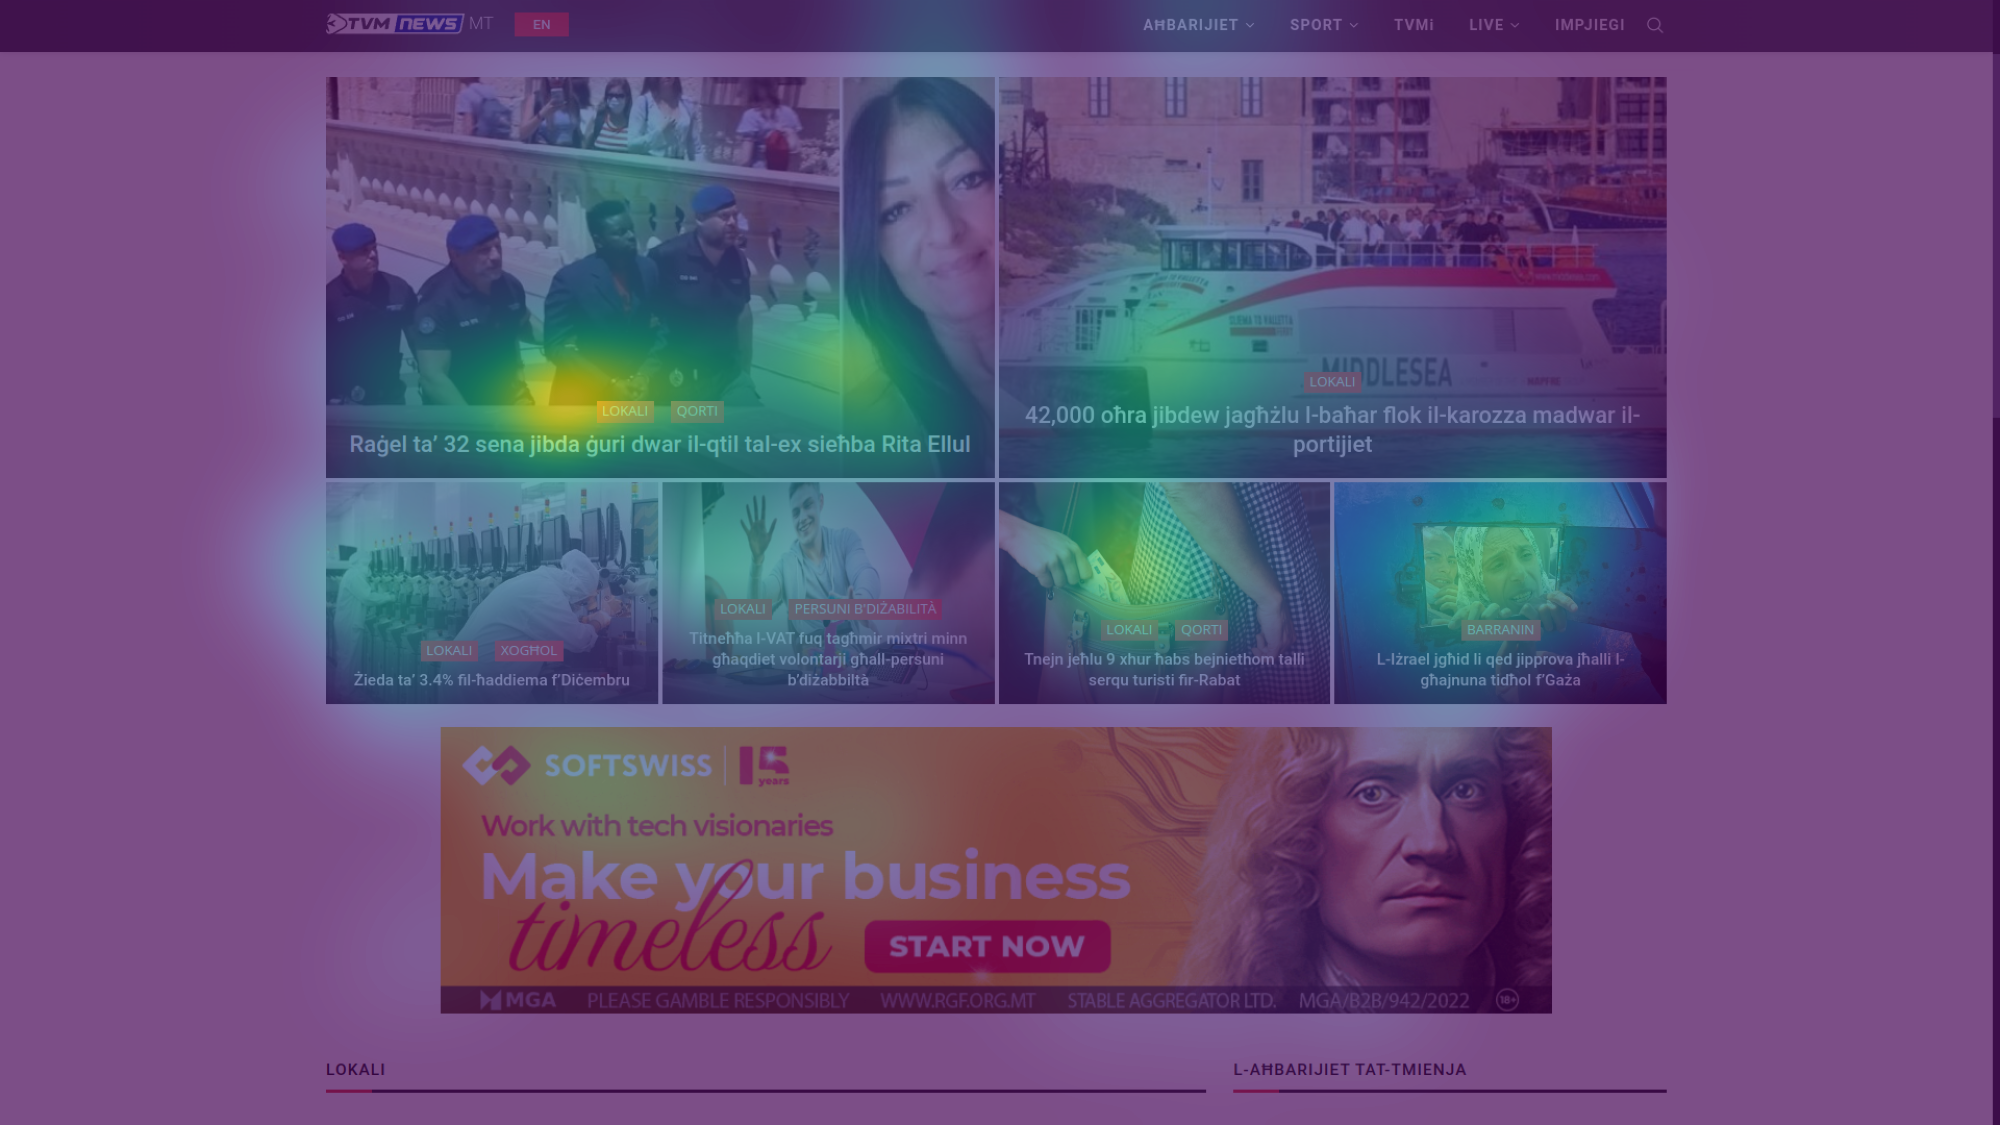 TVM NEWS MT EN AĦBARIJIET SPORT TVMi LIVE IMPJIEGI
LOKALI QORTI
Raġel ta’ 32 sena jibda ġuri dwar il-qtil tal-ex sieħba Rita Ellul
SLIEMA TO VALLETTA
MIDDLESEA
MAPFRE
LOKALI
42,000 oħra jibdew jagħżlu l-baħar flok il-karozza madwar il-
portijiet
LOKALI XOGĦOL
Żieda ta’ 3.4% fil-ħaddiema f’Diċembru
LOKALI PERSUNI B'DIŻABILITÀ
Titneħħa l-VAT fuq tagħmir mixtri minn
għaqdiet volontarji għall-persuni
b’diżabbiltà
LOKALI QORTI
Tnejn jeħlu 9 xhur ħabs bejniethom talli
serqu turisti fir-Rabat
BARRANIN
L-Iżrael jgħid li qed jipprova jħalli l-
għajnuna tidħol f’Gaża
SOFTSWISS 15 years
Work with tech visionaries
Make your business
timeless START NOW
MGA PLEASE GAMBLE RESPONSIBLY WWW.RGF.ORG.MT STABLE AGGREGATOR LTD. MGA/B2B/942/2022 18+
LOKALI
L-AĦBARIJIET TAT-TMIENJA